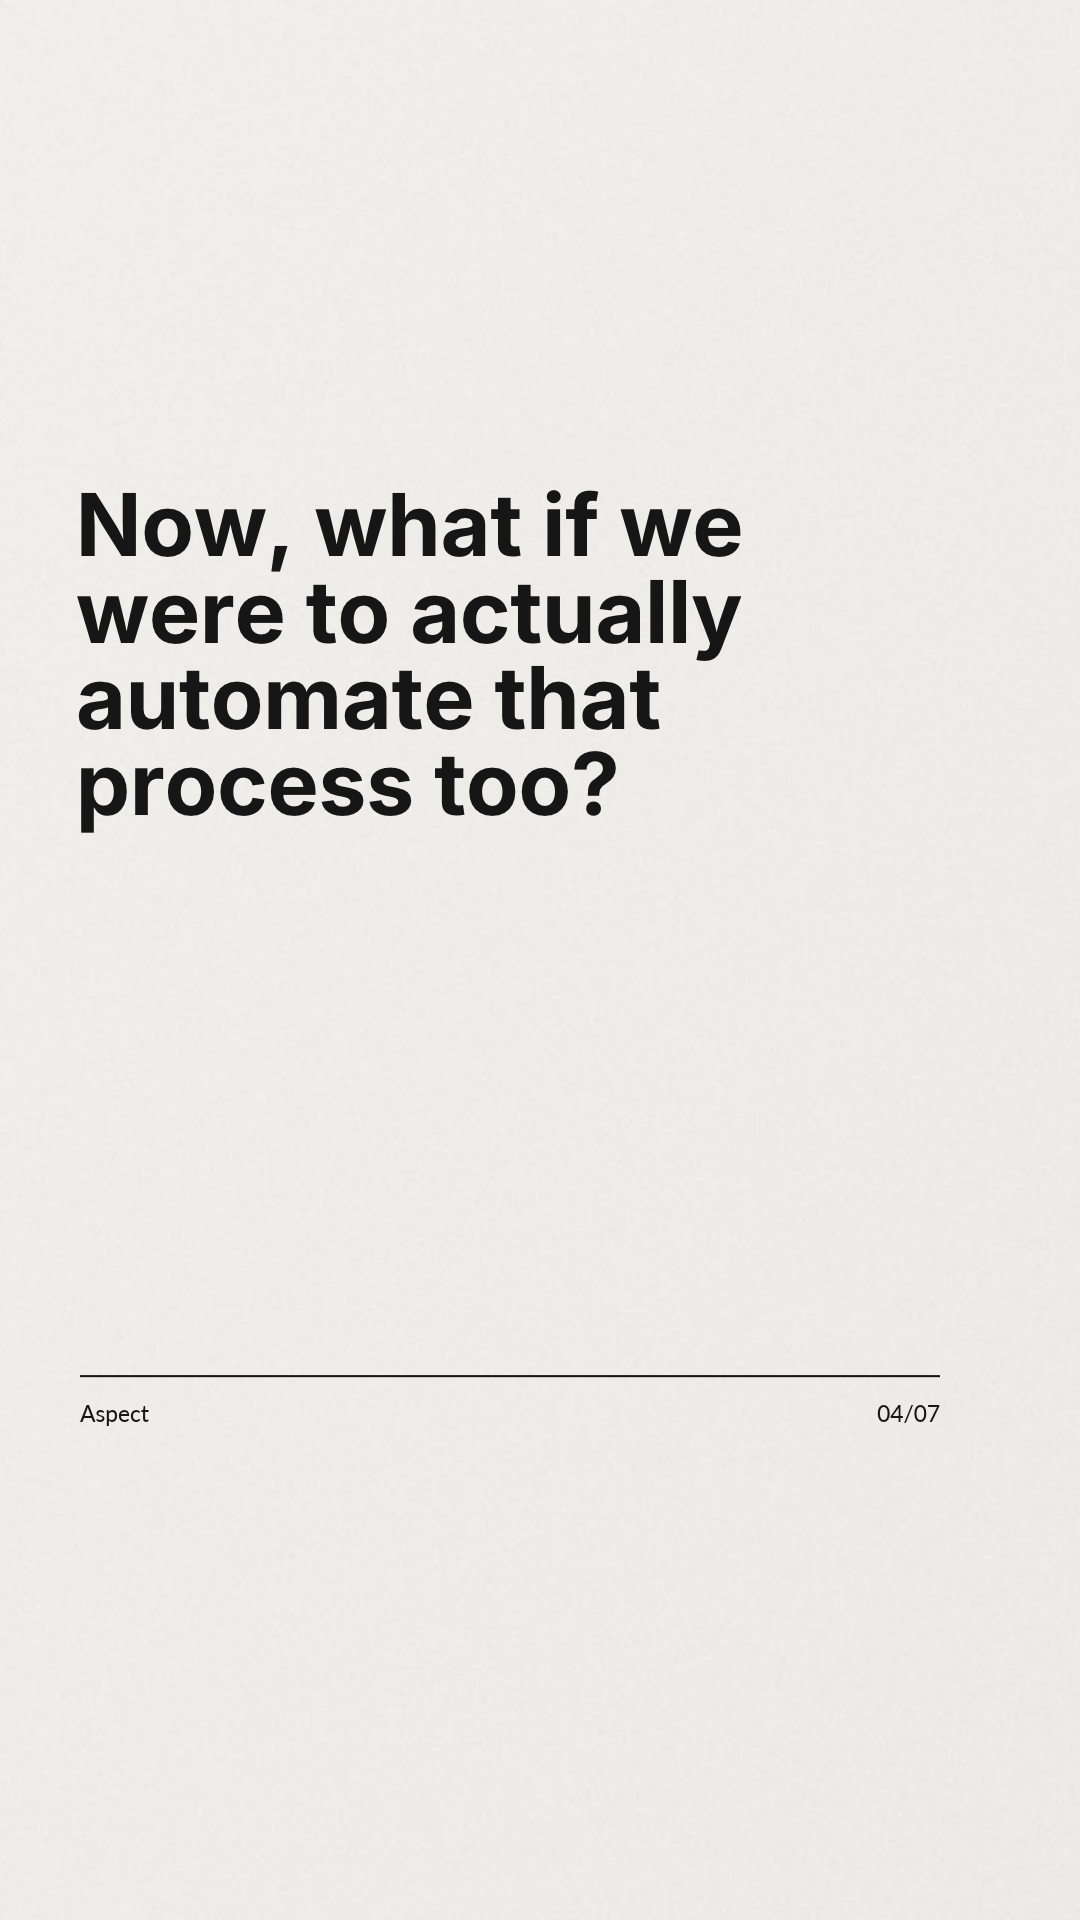 Now, what if we
were to actually
automate that
process too?
Aspect
04/07